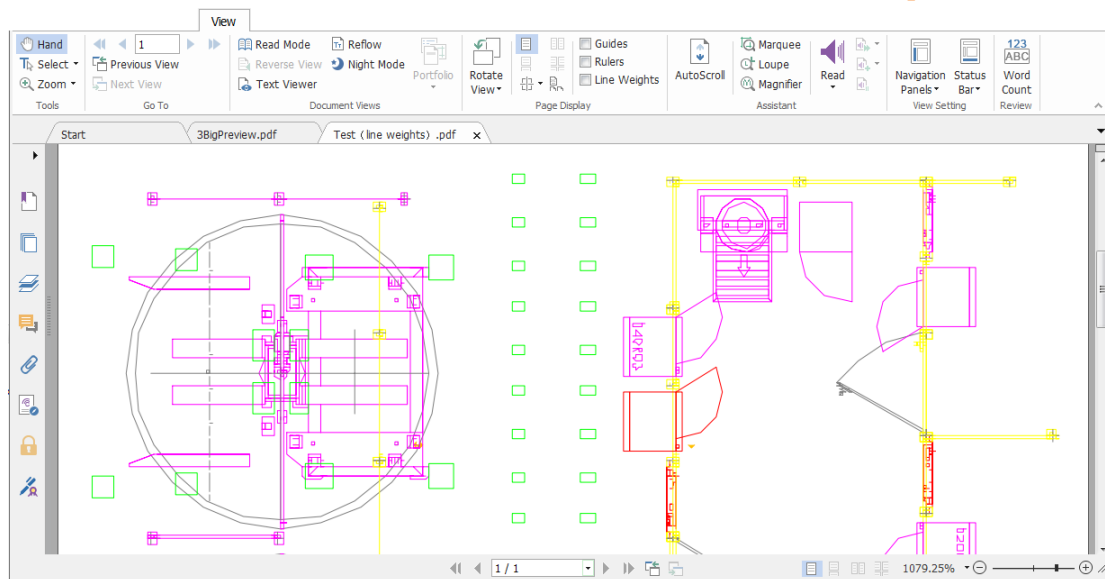 View
Hand
Select
Zoom
Tools
1
Previous View
Next View
Go To
Read Mode
Reverse View
Text Viewer
Reflow
Night Mode
Portfolio
Document Views
Rotate
View
Guides
Rulers
Line Weights
Page Display
AutoScroll
Marquee
Loupe
Magnifier
Read
Assistant
Navigation
Panels
Status
Bar
View Setting
123
ABC
Word
Count
Review
Start
3BigPreview.pdf
Test (line weights) .pdf
1 / 1
1079.25%